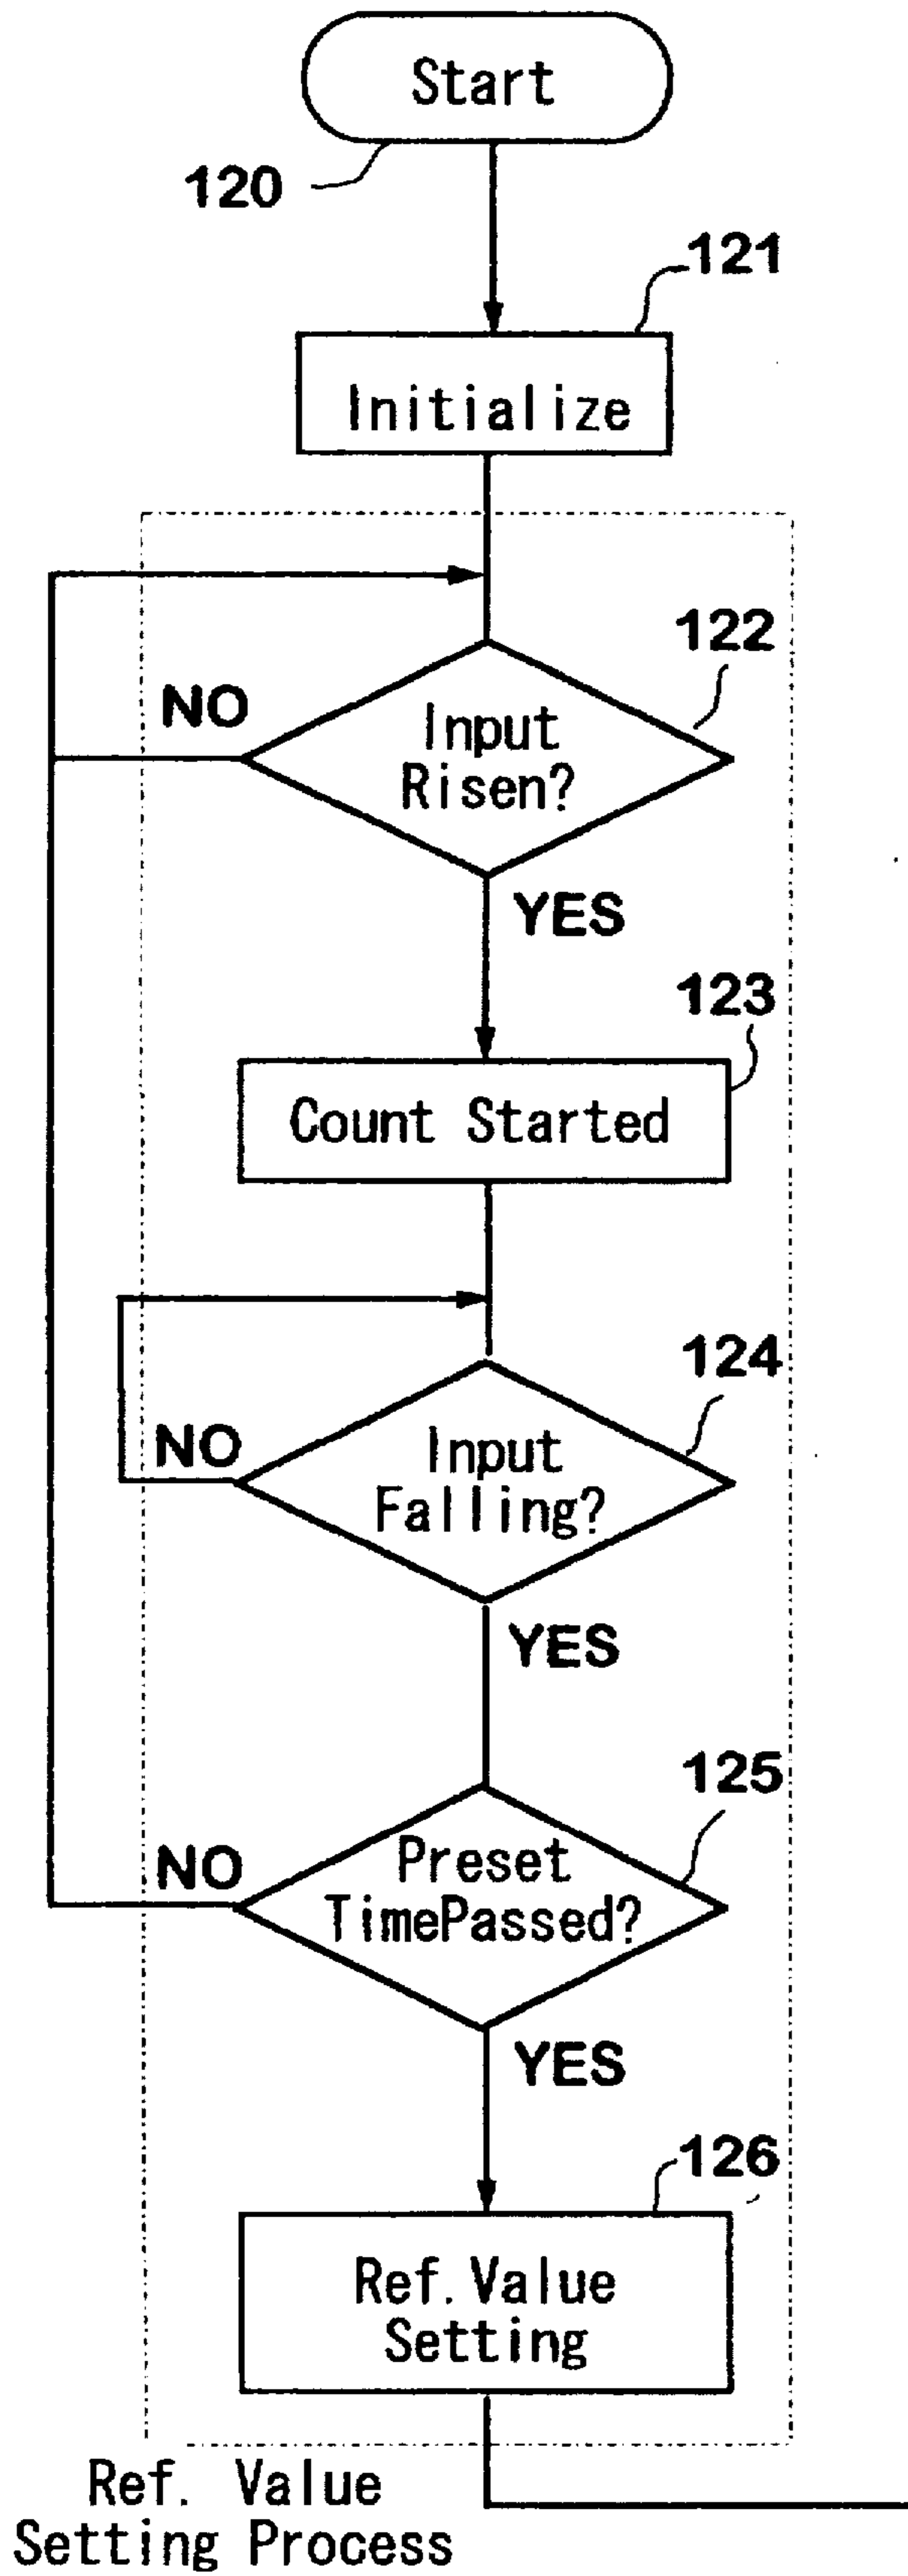 Start
120
121
Initialize
122
NO
Input
Risen?
YES
123
Count Started
124
NO
Input
Falling?
YES
125
NO
Preset
TimePassed?
YES
126
Ref. Value
Setting
Ref. Value
Setting Process